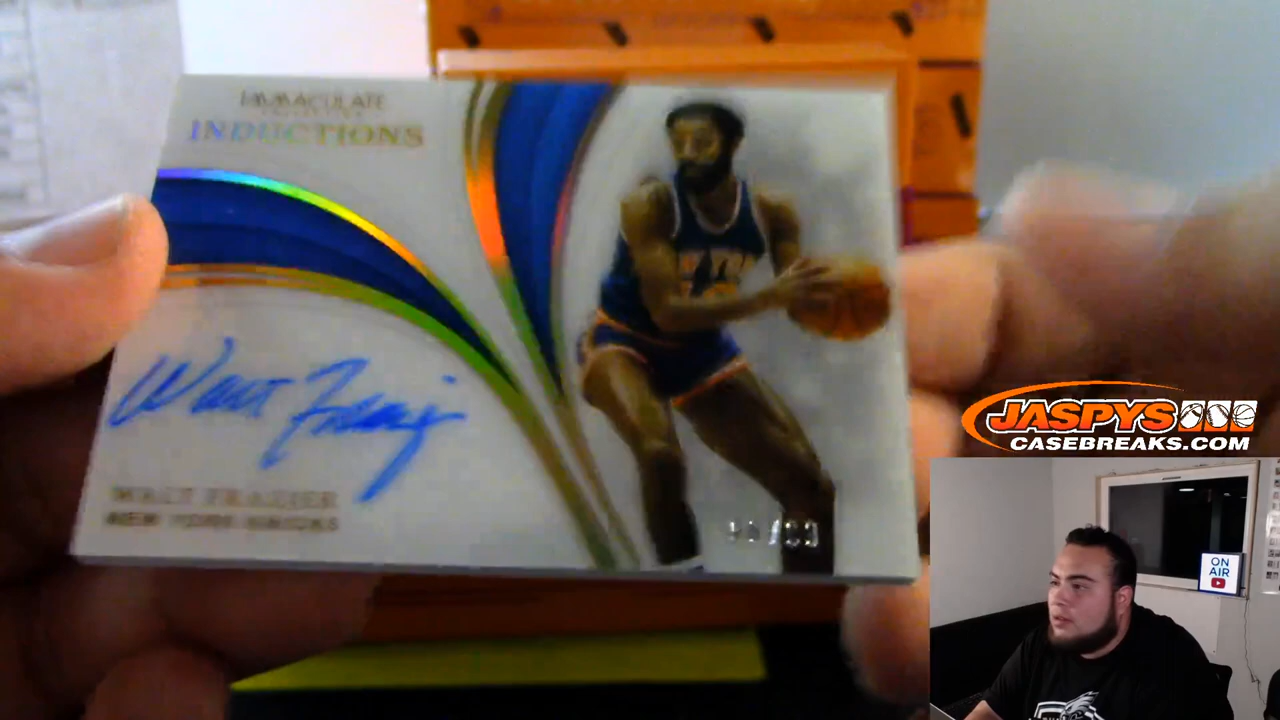 IMMACULATE
INDUCTIONS
Walt Frazier
WALT FRAZIER
NEW YORK KNICKS
JASPYS
CASEBREAKS.COM
ON
AIR